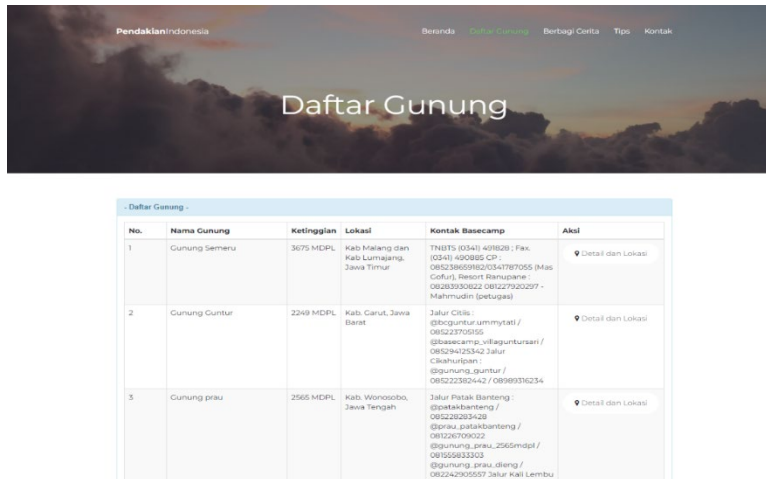 PendakianIndonesia
Beranda Daftar Gunung Berbagi Cerita Tips Kontak
Daftar Gunung
- Daftar Gunung -
No. Nama Gunung Ketinggian Lokasi Kontak Basecamp Aksi
1 Gunung Semeru 3675 MDPL Kab Malang dan Kab Lumajang, Jawa Timur
TNBTS (0341) 491828 ; Fax.
(0341) 490885 CP :
085238659182/0341787055 (Mas
Gofur), Resort Ranupane :
08283930822 081227920297 -
Mahmudin (petugas)
Detail dan Lokasi
2 Gunung Guntur 2249 MDPL Kab. Garut, Jawa Barat
Jalur Citiis :
@bcguntur.ummytati /
085223705155
@basecamp_villaguntursari /
085294125342 Jalur
Cikahuripan :
@gunung_guntur /
085222382442 / 08989316234
Detail dan Lokasi
3 Gunung prau 2565 MDPL Kab. Wonosobo, Jawa Tengah
Jalur Patak Banteng :
@patakbanteng /
085228283428
@prau_patakbanteng /
081226709022
@gunung_prau_2565mdpl /
081555833303
@gunung_prau_dieng /
082242905557 Jalur Kali Lembu
Detail dan Lokasi